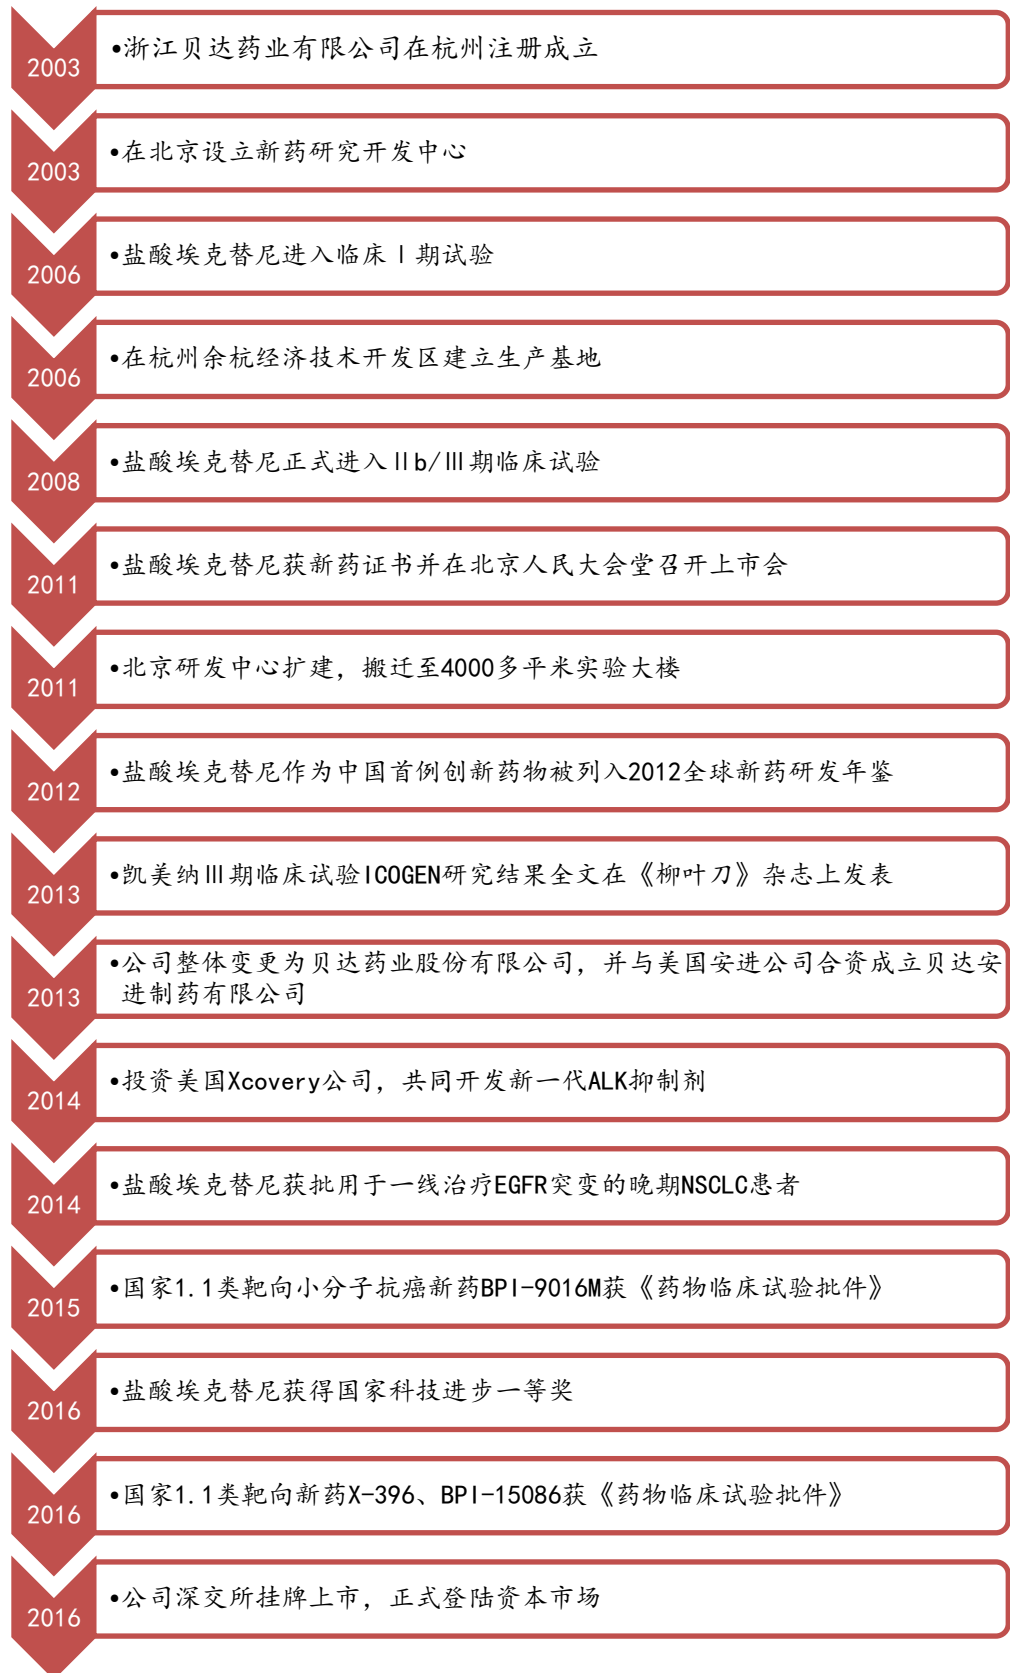 2003
•浙江贝达药业有限公司在杭州注册成立
2003
•在北京设立新药研究开发中心
2006
•盐酸埃克替尼进入临床Ⅰ期试验
2006
•在杭州余杭经济技术开发区建立生产基地
2008
•盐酸埃克替尼正式进入Ⅱb/Ⅲ期临床试验
2011
•盐酸埃克替尼获新药证书并在北京人民大会堂召开上市会
2011
•北京研发中心扩建，搬迁至4000多平米实验大楼
2012
•盐酸埃克替尼作为中国首例创新药物被列入2012全球新药研发年鉴
2013
•凯美纳Ⅲ期临床试验ICOGEN研究结果全文在《柳叶刀》杂志上发表
2013
•公司整体变更为贝达药业股份有限公司，并与美国安进公司合资成立贝达安
进制药有限公司
2014
•投资美国Xcovery公司，共同开发新一代ALK抑制剂
2014
•盐酸埃克替尼获批用于一线治疗EGFR突变的晚期NSCLC患者
2015
•国家1.1类靶向小分子抗癌新药BPI-9016M获《药物临床试验批件》
2016
•盐酸埃克替尼获得国家科技进步一等奖
2016
•国家1.1类靶向新药X-396、BPI-15086获《药物临床试验批件》
2016
•公司深交所挂牌上市，正式登陆资本市场